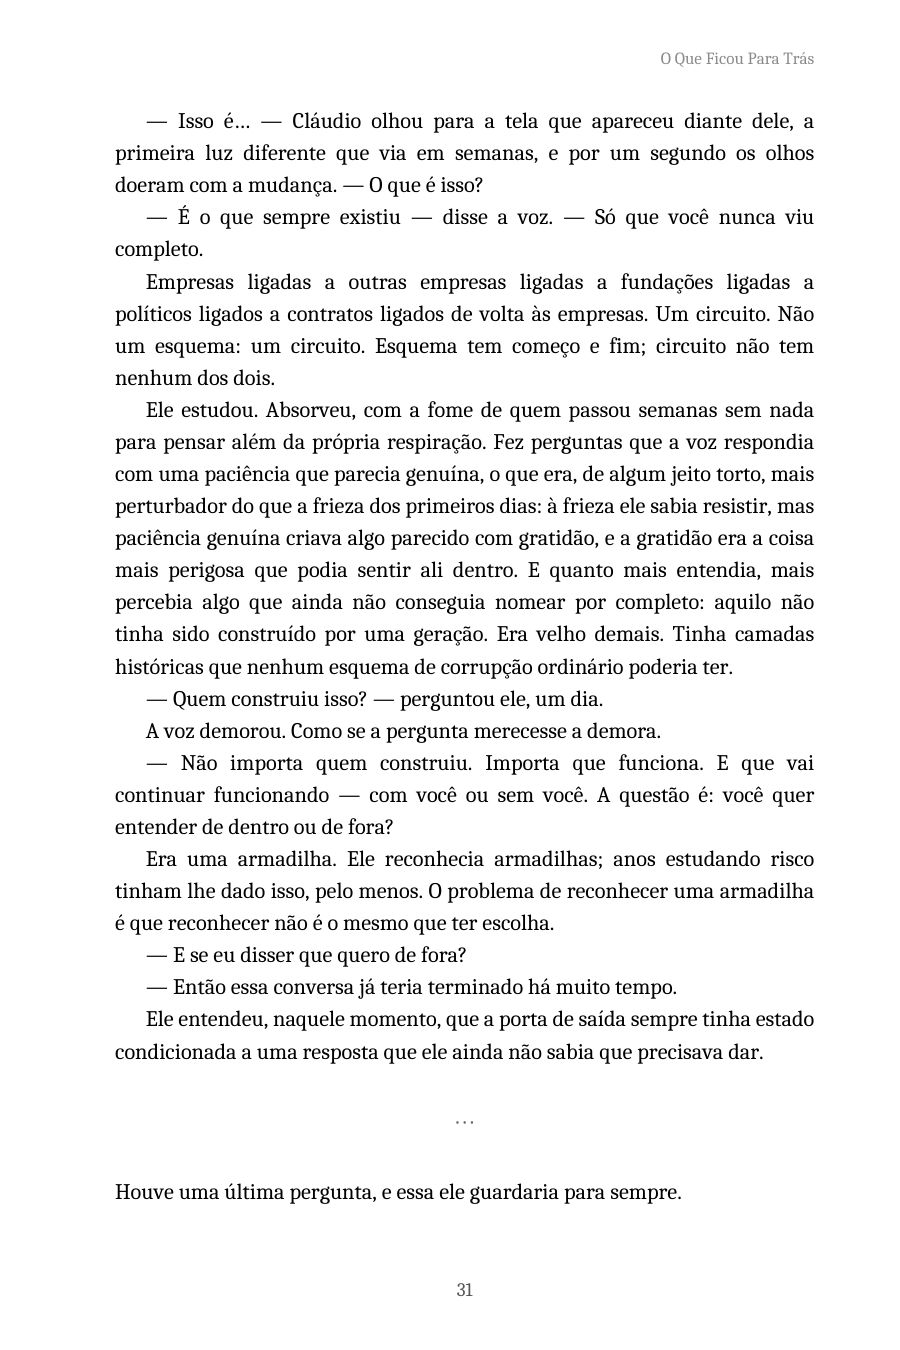 O Que Ficou Para Trás
— Isso é… — Cláudio olhou para a tela que apareceu diante dele, a
primeira luz diferente que via em semanas, e por um segundo os olhos
doeram com a mudança. — O que é isso?
— É o que sempre existiu — disse a voz. — Só que você nunca viu
completo.
Empresas ligadas a outras empresas ligadas a fundações ligadas a
políticos ligados a contratos ligados de volta às empresas. Um circuito. Não
um esquema: um circuito. Esquema tem começo e fim; circuito não tem
nenhum dos dois.
Ele estudou. Absorveu, com a fome de quem passou semanas sem nada
para pensar além da própria respiração. Fez perguntas que a voz respondia
com uma paciência que parecia genuína, o que era, de algum jeito torto, mais
perturbador do que a frieza dos primeiros dias: à frieza ele sabia resistir, mas
paciência genuína criava algo parecido com gratidão, e a gratidão era a coisa
mais perigosa que podia sentir ali dentro. E quanto mais entendia, mais
percebia algo que ainda não conseguia nomear por completo: aquilo não
tinha sido construído por uma geração. Era velho demais. Tinha camadas
históricas que nenhum esquema de corrupção ordinário poderia ter.
— Quem construiu isso? — perguntou ele, um dia.
A voz demorou. Como se a pergunta merecesse a demora.
— Não importa quem construiu. Importa que funciona. E que vai
continuar funcionando — com você ou sem você. A questão é: você quer
entender de dentro ou de fora?
Era uma armadilha. Ele reconhecia armadilhas; anos estudando risco
tinham lhe dado isso, pelo menos. O problema de reconhecer uma armadilha
é que reconhecer não é o mesmo que ter escolha.
— E se eu disser que quero de fora?
— Então essa conversa já teria terminado há muito tempo.
Ele entendeu, naquele momento, que a porta de saída sempre tinha estado
condicionada a uma resposta que ele ainda não sabia que precisava dar.
…
Houve uma última pergunta, e essa ele guardaria para sempre.
31